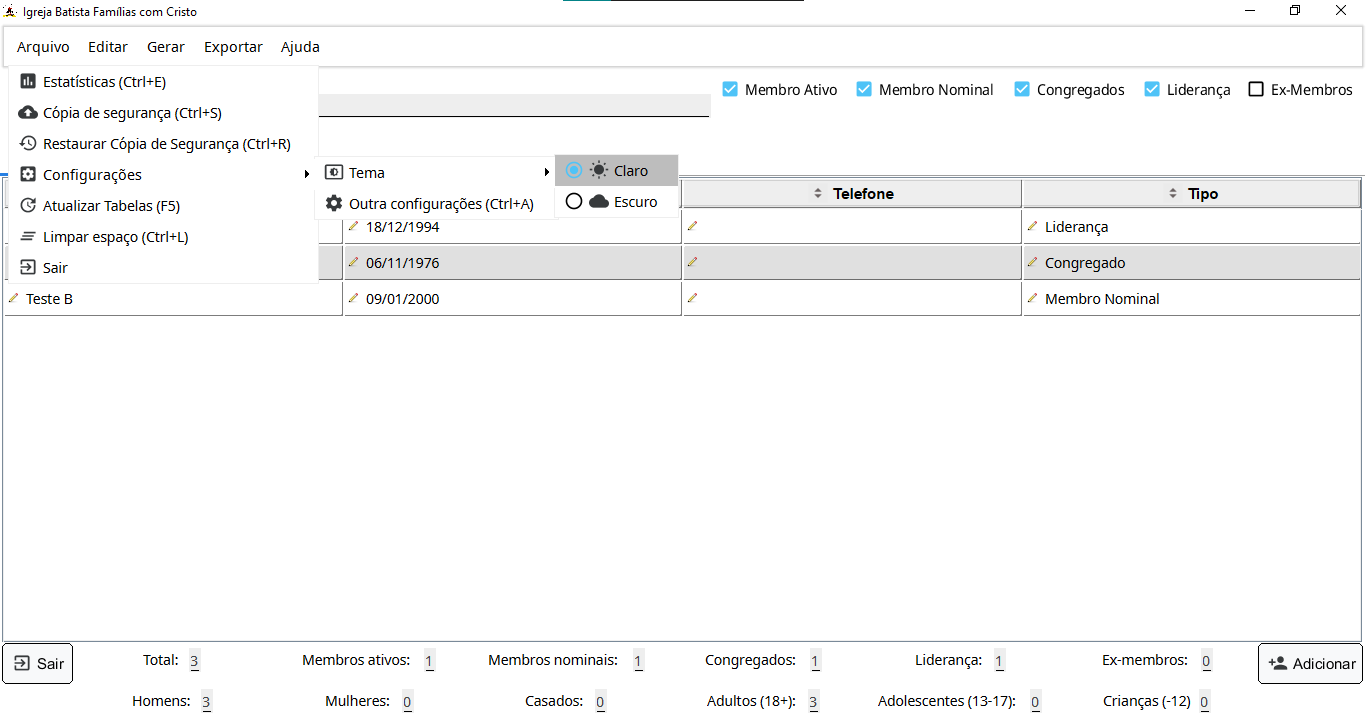 Igreja Batista Famílias com Cristo
Arquivo Editar Gerar Exportar Ajuda
Estatísticas (Ctrl+E)
Cópia de segurança (Ctrl+S)
Restaurar Cópia de Segurança (Ctrl+R)
Configurações
Atualizar Tabelas (F5)
Limpar espaço (Ctrl+L)
Sair
Tema
Outra configurações (Ctrl+A)
Claro
Escuro
Membro Ativo Membro Nominal Congregados Liderança Ex-Membros
Telefone Tipo
18/12/1994 Liderança
06/11/1976 Congregado
Teste B 09/01/2000 Membro Nominal
Sair
Total: 3 Membros ativos: 1 Membros nominais: 1 Congregados: 1 Liderança: 1 Ex-membros: 0
Homens: 3 Mulheres: 0 Casados: 0 Adultos (18+): 3 Adolescentes (13-17): 0 Crianças (-12) 0
Adicionar